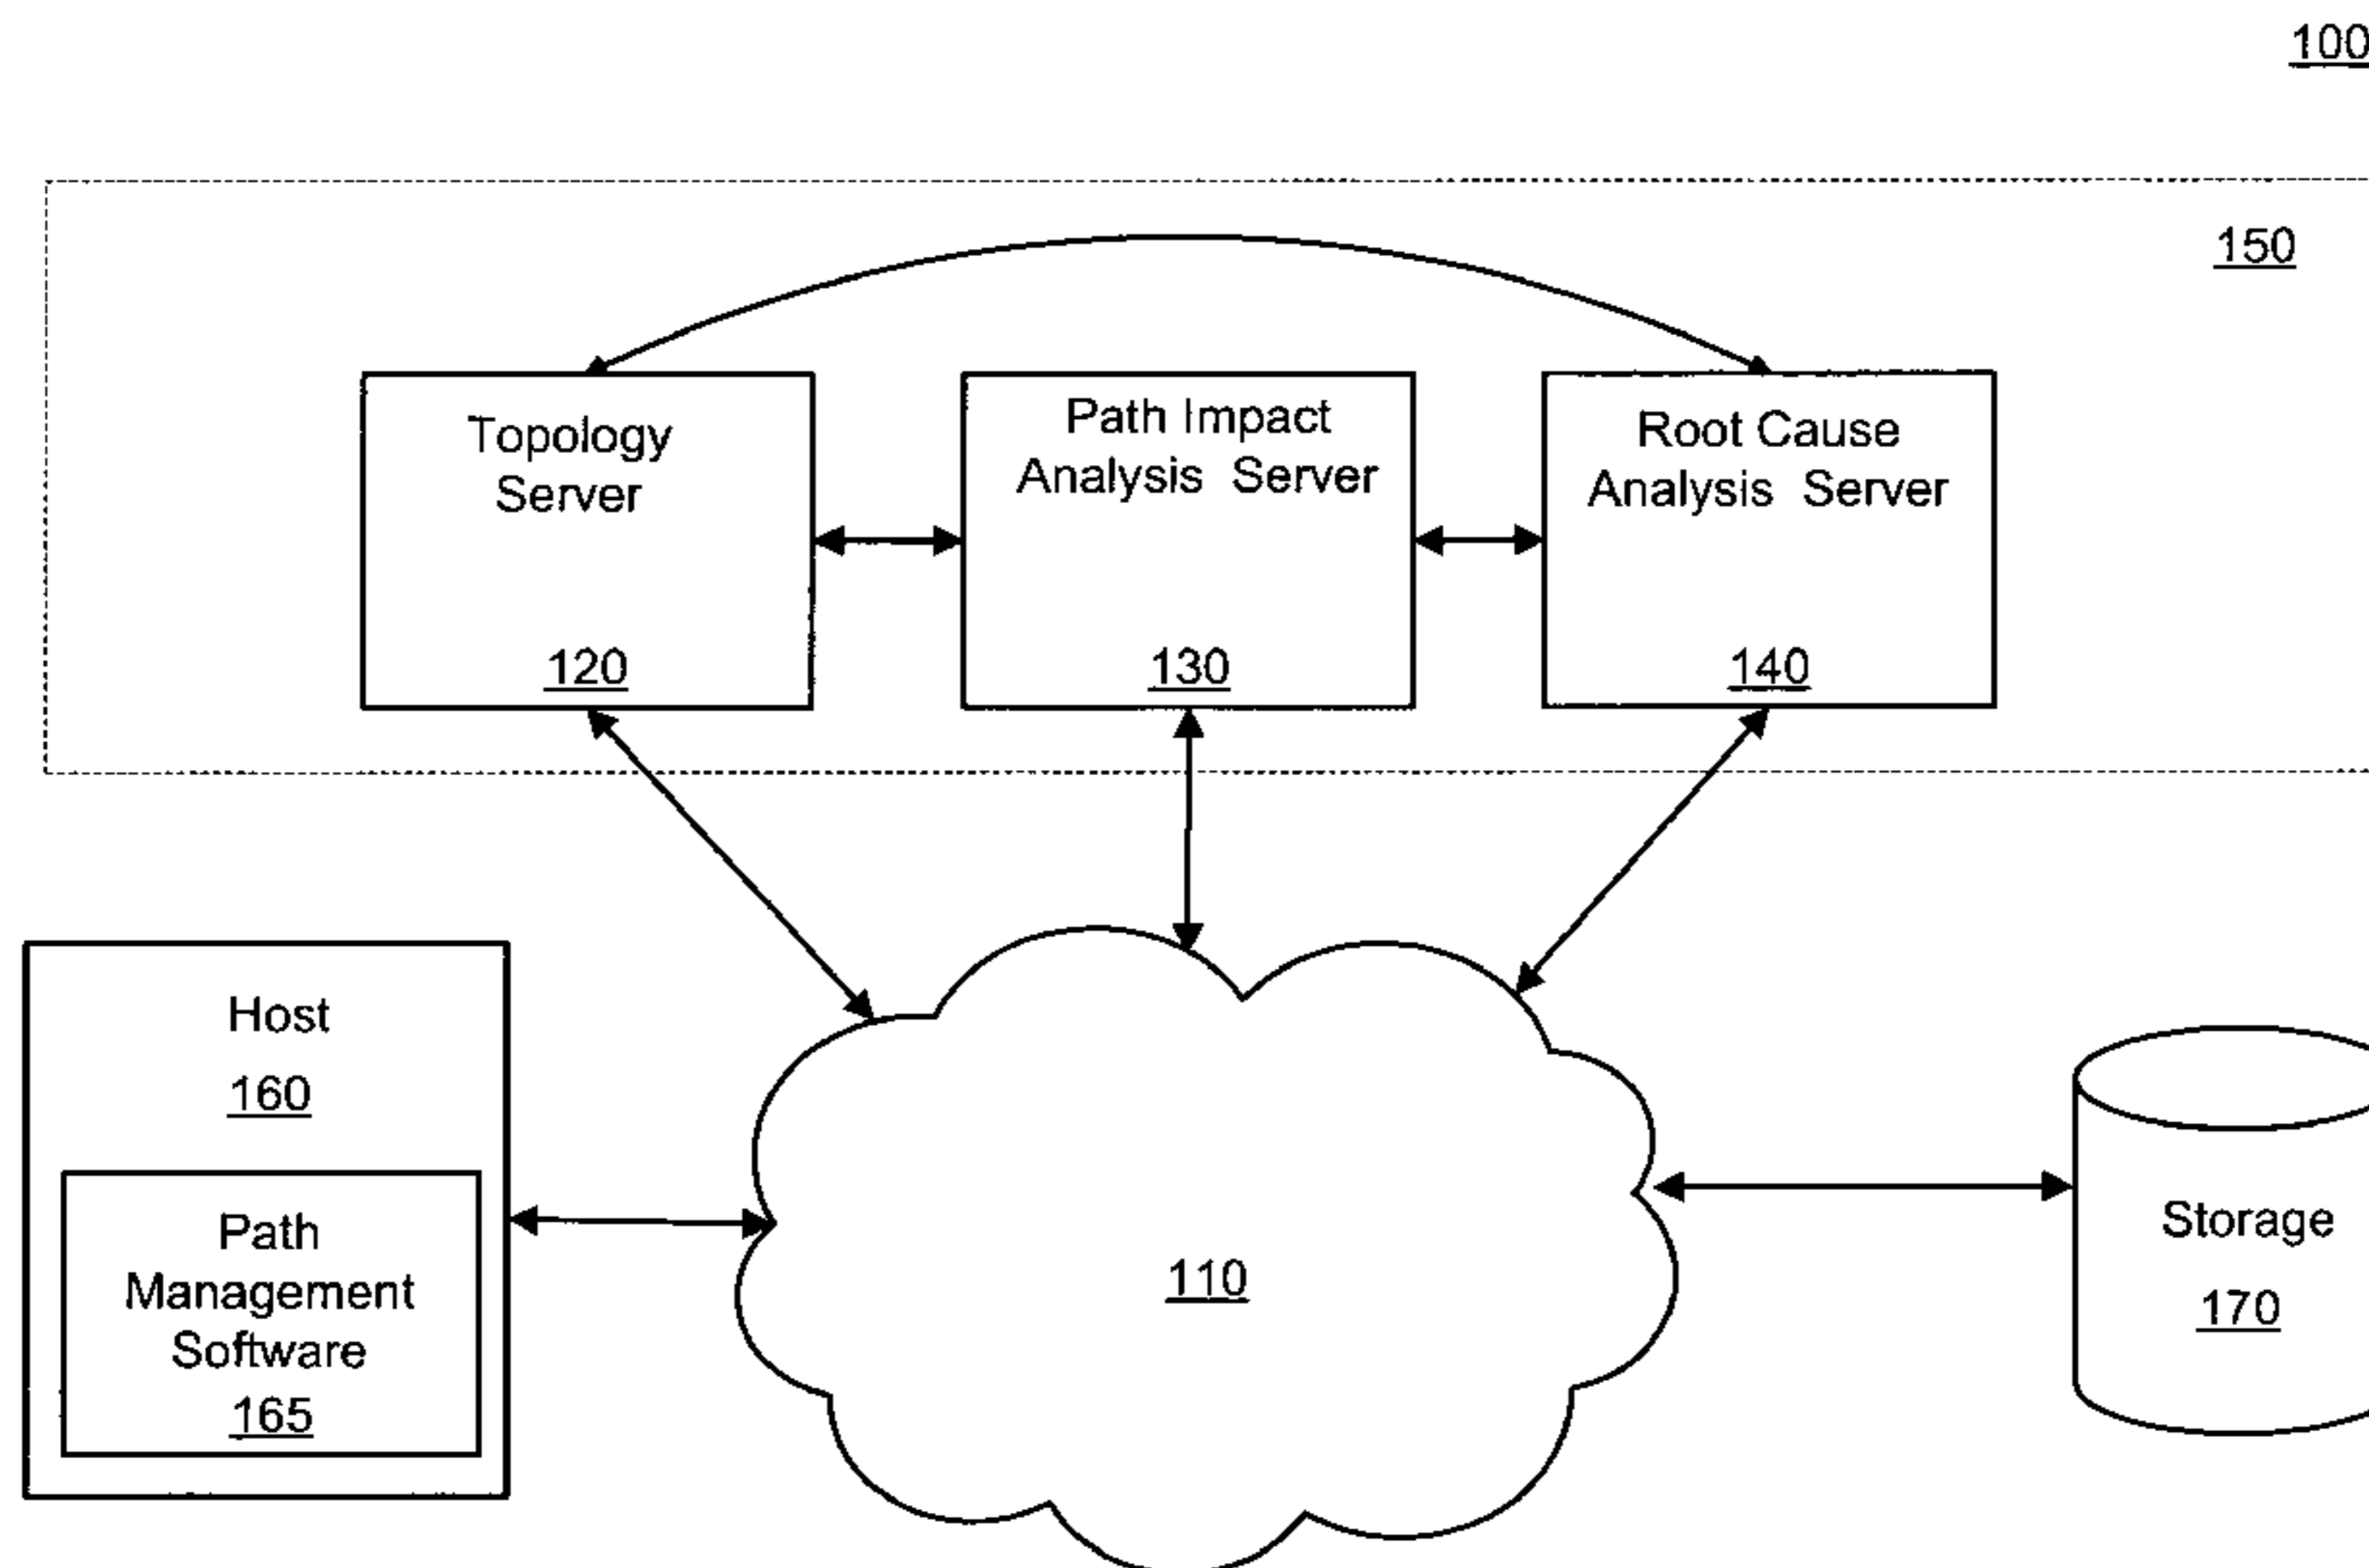 100
150
Topology
Server
120
Path Impact
Analysis Server
130
Root Cause
Analysis Server
140
Host
160
Path
Management
Software
165
110
Storage
170